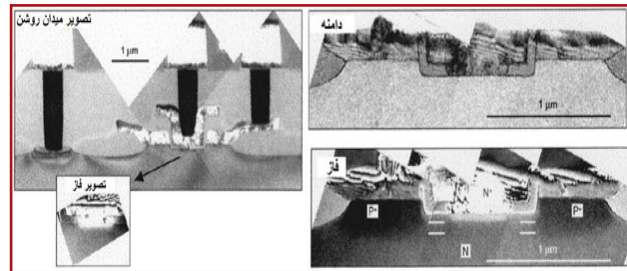 تصویر میدان روشن
1 μm
تصویر فاز
دامنه
1 μm
فاز
P⁺
N⁺
P⁺
N
1 μm